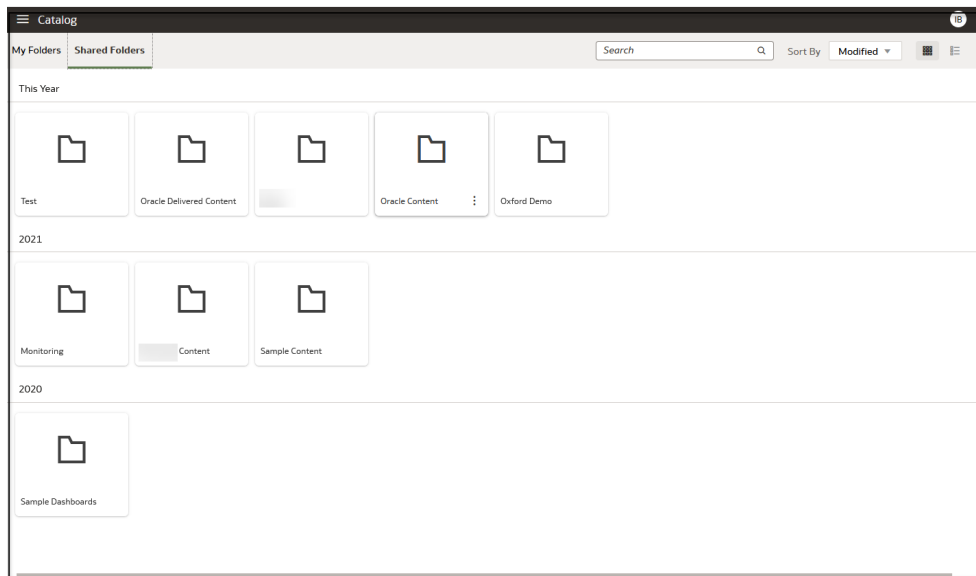 Catalog
IB
My Folders Shared Folders
Search Sort By Modified
This Year
Test Oracle Delivered Content Oracle Content Oxford Demo
2021
Monitoring Content Sample Content
2020
Sample Dashboards